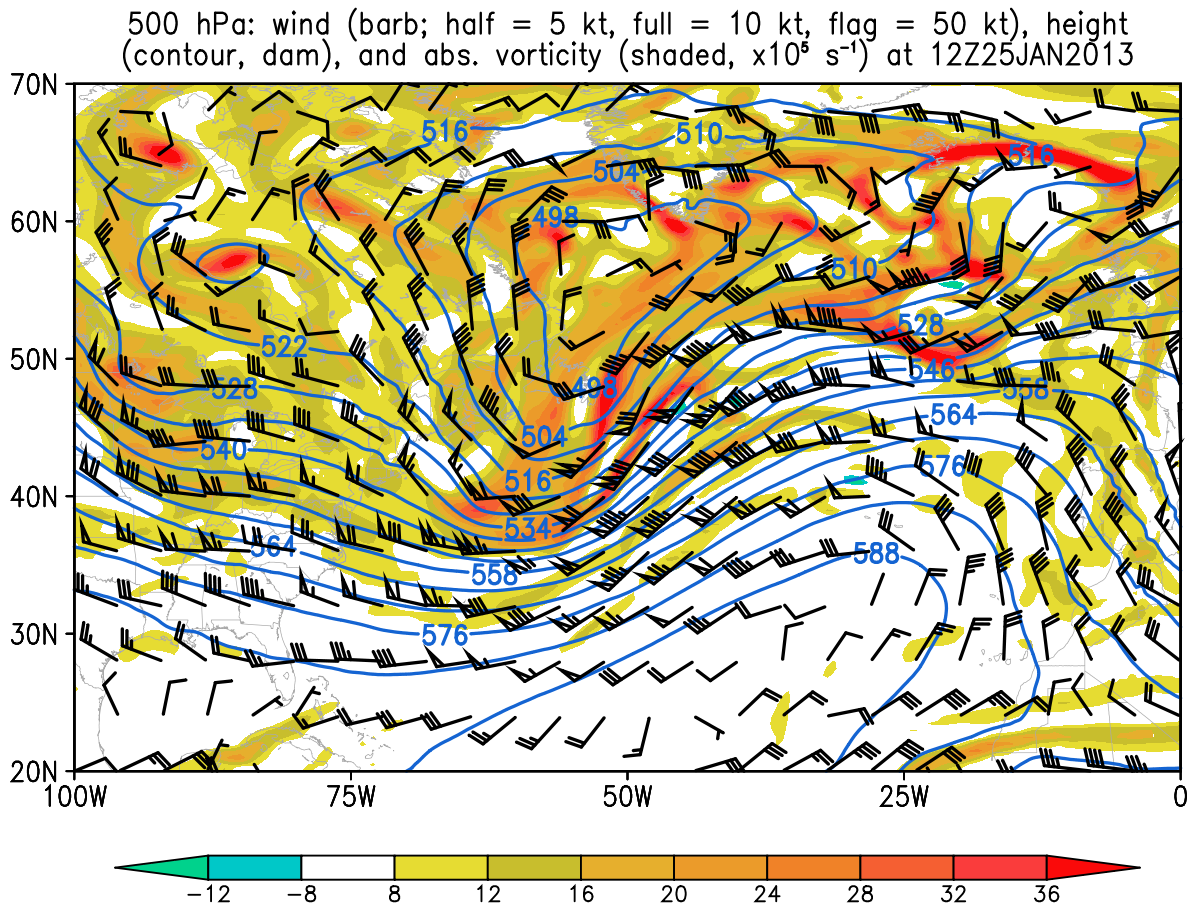 500 hPa: wind (barb; half = 5 kt, full = 10 kt, flag = 50 kt), height
(contour, dam), and abs. vorticity (shaded, x10⁵ s⁻¹) at 12Z25JAN2013
70N
516
510
516
504
60N
498
510
528
522
50N
546
528
498
558
564
504
540
576
516
40N
534
564
588
558
30N
576
20N
100W 75W 50W 25W 0
-12 -8 8 12 16 20 24 28 32 36